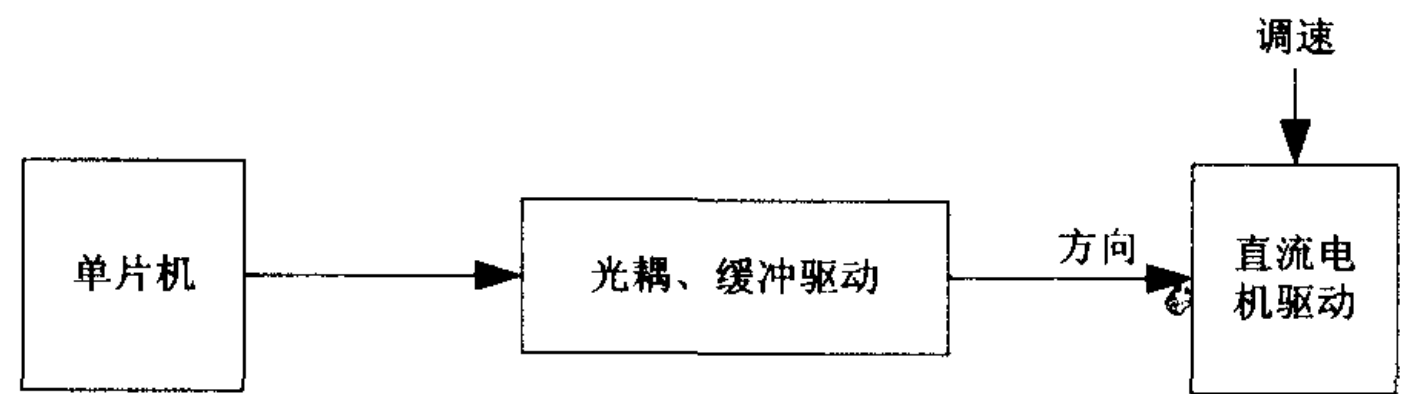 调速
单片机
光耦、缓冲驱动
方向
直流电
机驱动